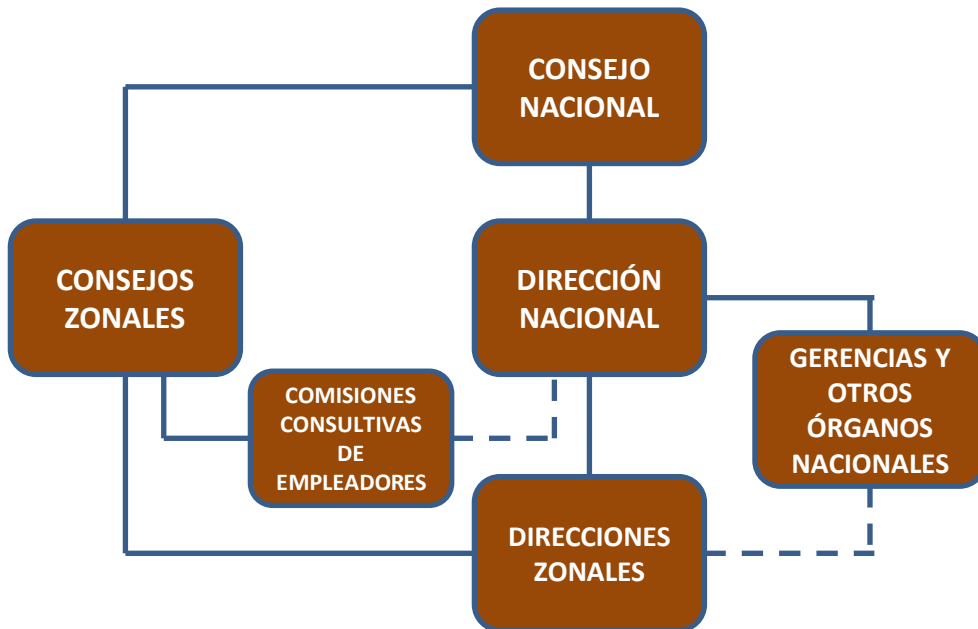 CONSEJO
NACIONAL
CONSEJOS
ZONALES
DIRECCIÓN
NACIONAL
GERENCIAS Y
OTROS
ÓRGANOS
NACIONALES
COMISIONES
CONSULTIVAS
DE
EMPLEADORES
DIRECCIONES
ZONALES